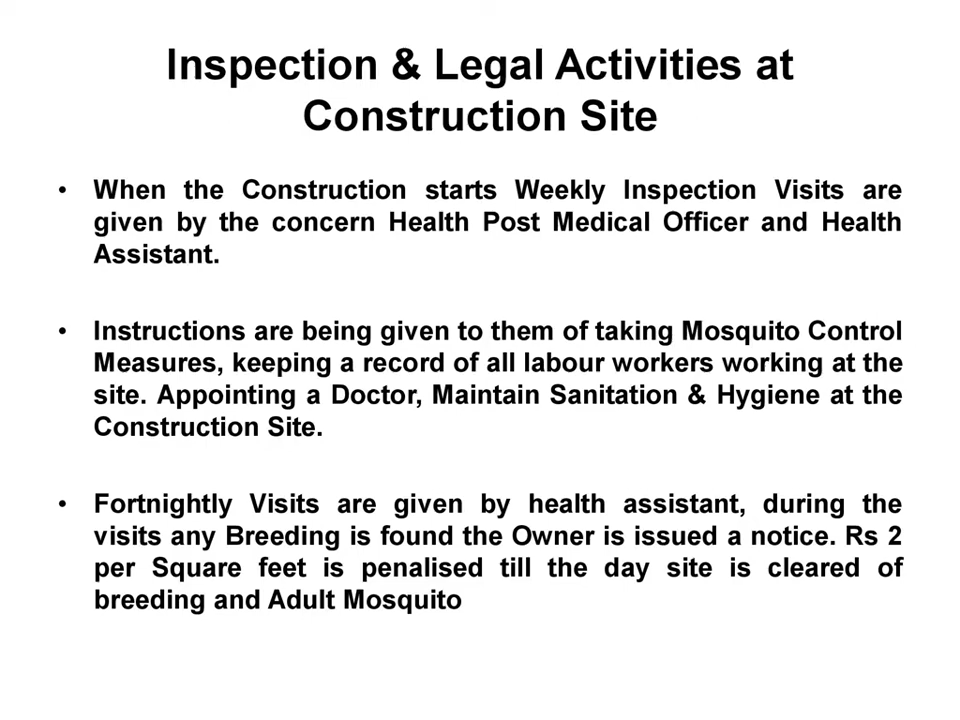 Inspection & Legal Activities at
Construction Site
• When the Construction starts Weekly Inspection Visits are
given by the concern Health Post Medical Officer and Health
Assistant.
• Instructions are being given to them of taking Mosquito Control
Measures, keeping a record of all labour workers working at the
site. Appointing a Doctor, Maintain Sanitation & Hygiene at the
Construction Site.
• Fortnightly Visits are given by health assistant, during the
visits any Breeding is found the Owner is issued a notice. Rs 2
per Square feet is penalised till the day site is cleared of
breeding and Adult Mosquito